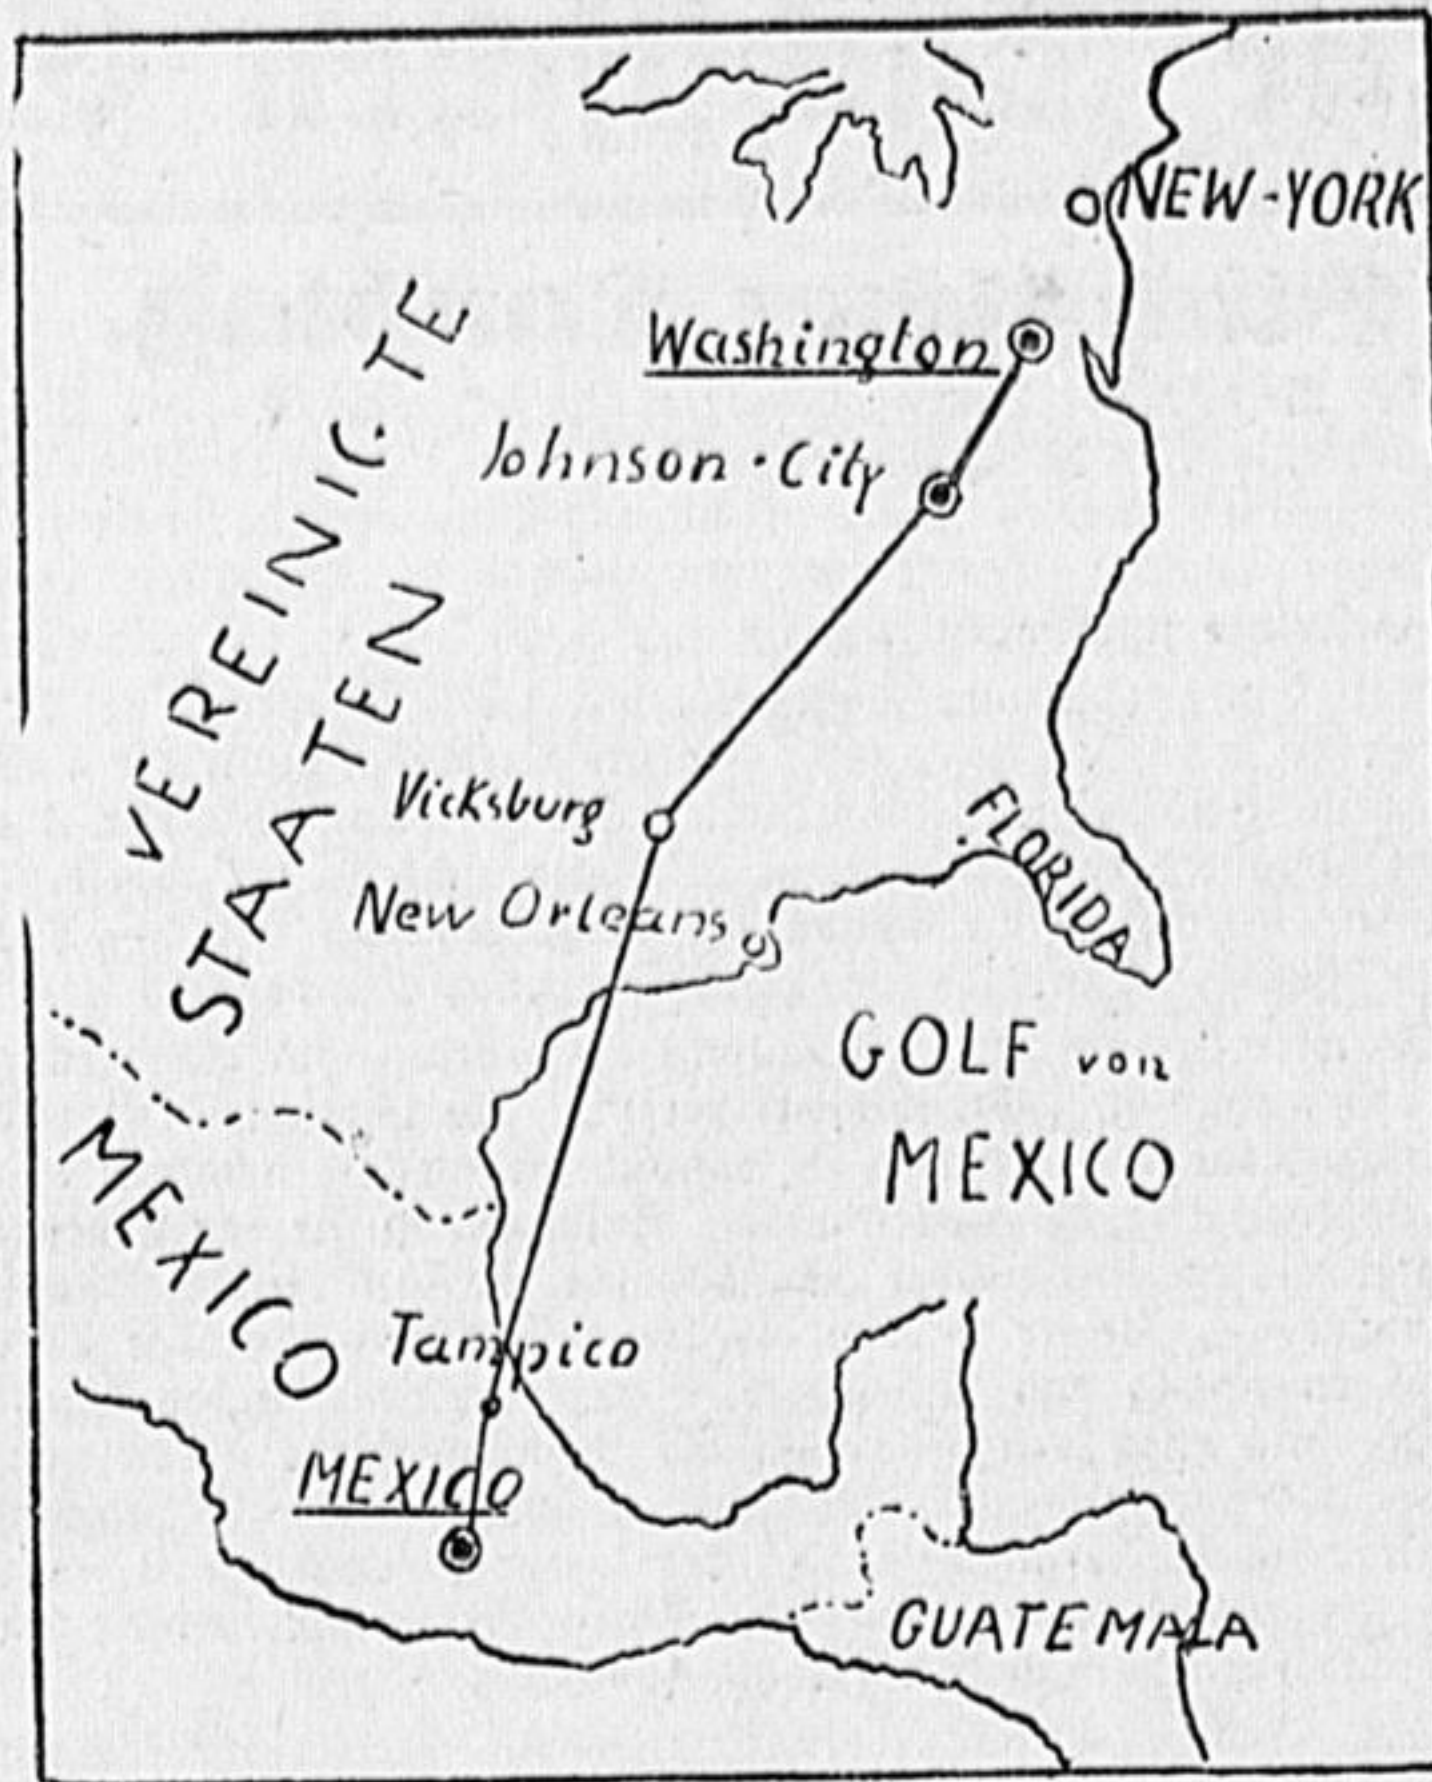 NEW-YORK
Washington
Johnson-City
VEREINIGTE
STAATEN
Vicksburg
New Orleans
FLORIDA
GOLF von
MEXICO
MEXICO
Tampico
MEXICO
GUATEMALA